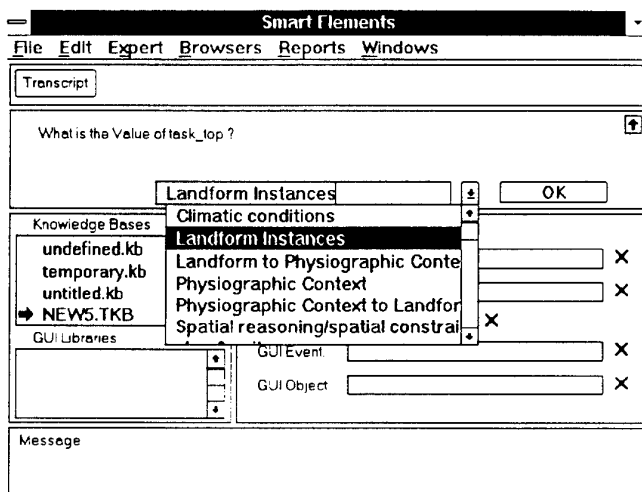 Smart Elements
File Edit Expert Browsers Reports Windows
Transcript
What is the Value of task_top ?
Landform Instances
OK
Climatic conditions
Landform Instances
Landform to Physiographic Conte
Physiographic Context
Physiographic Context to Landfor
Spatial reasoning/spatial constrai
Knowledge Bases
undefined.kb
temporary.kb
untitled.kb
NEW5.TKB
GUI Libraries
GUI Event
GUI Object
Message